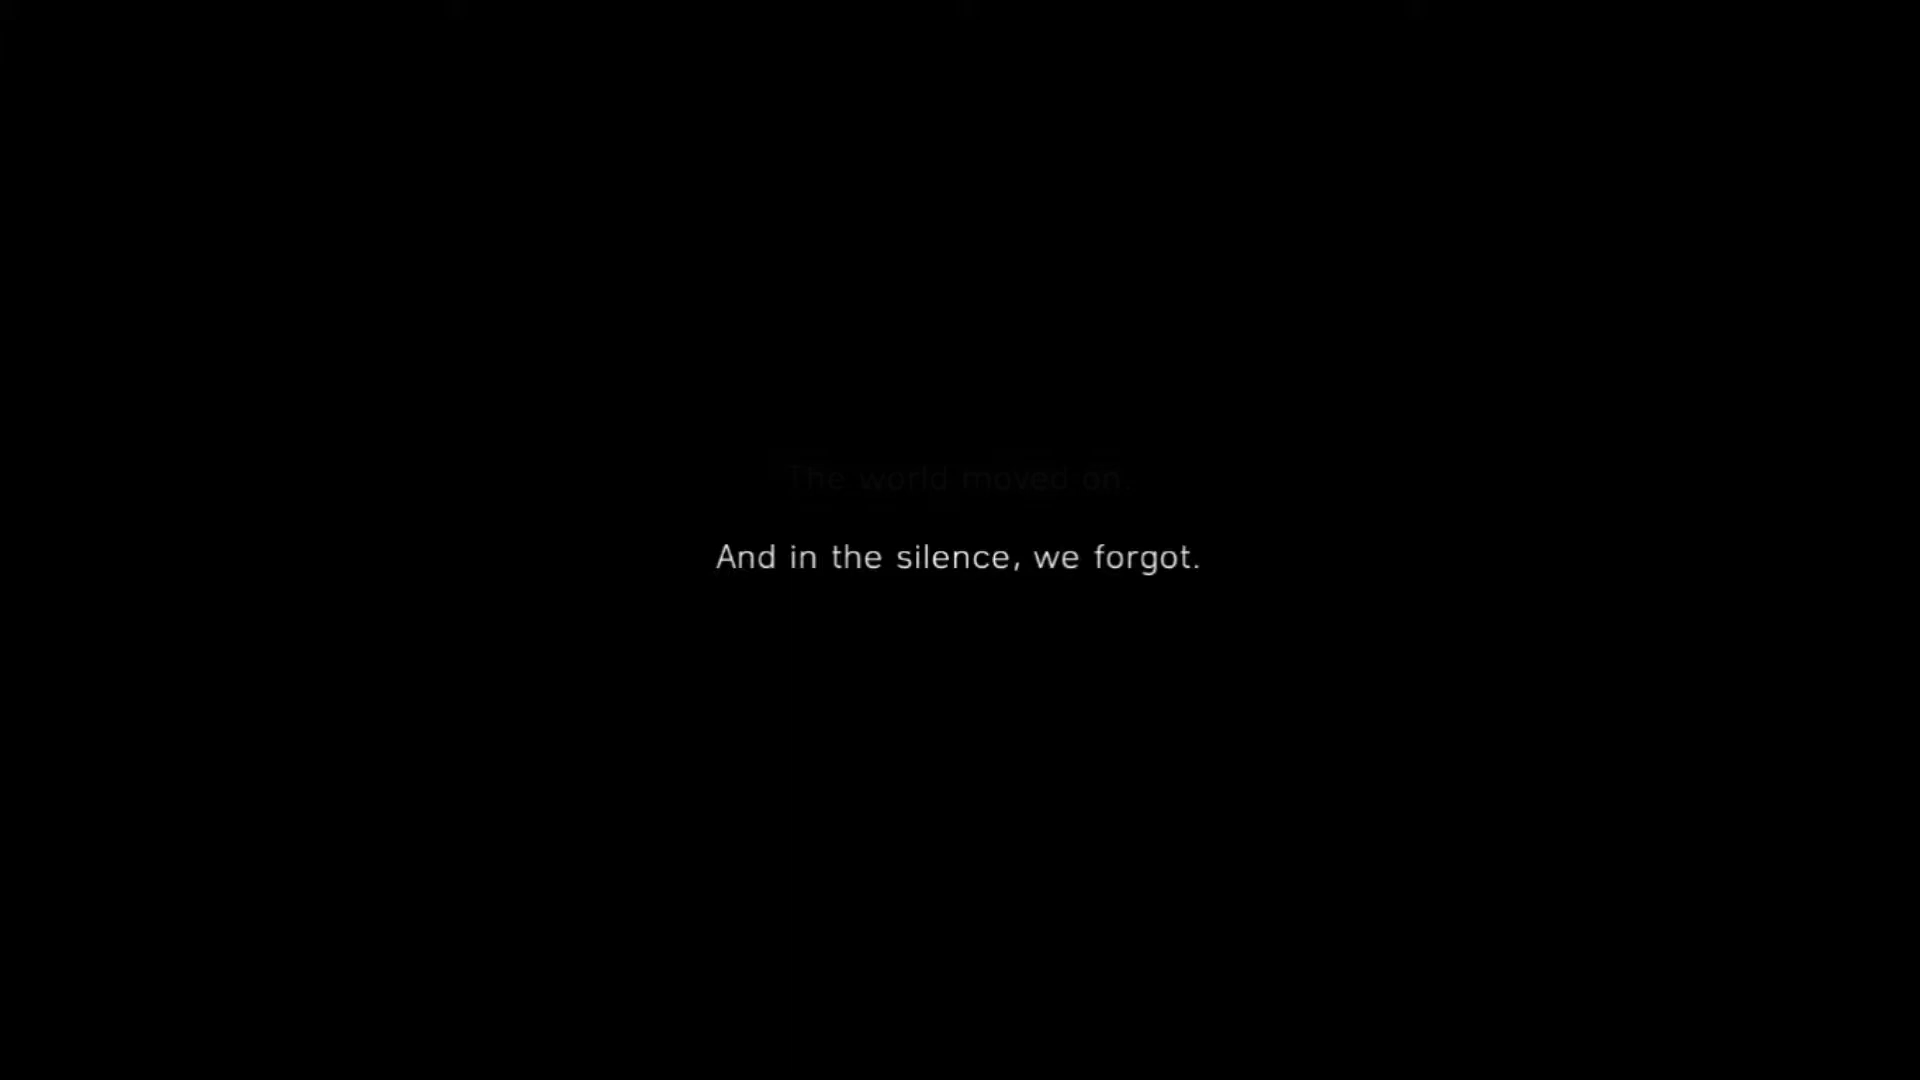 The world moved on.
And in the silence, we forgot.